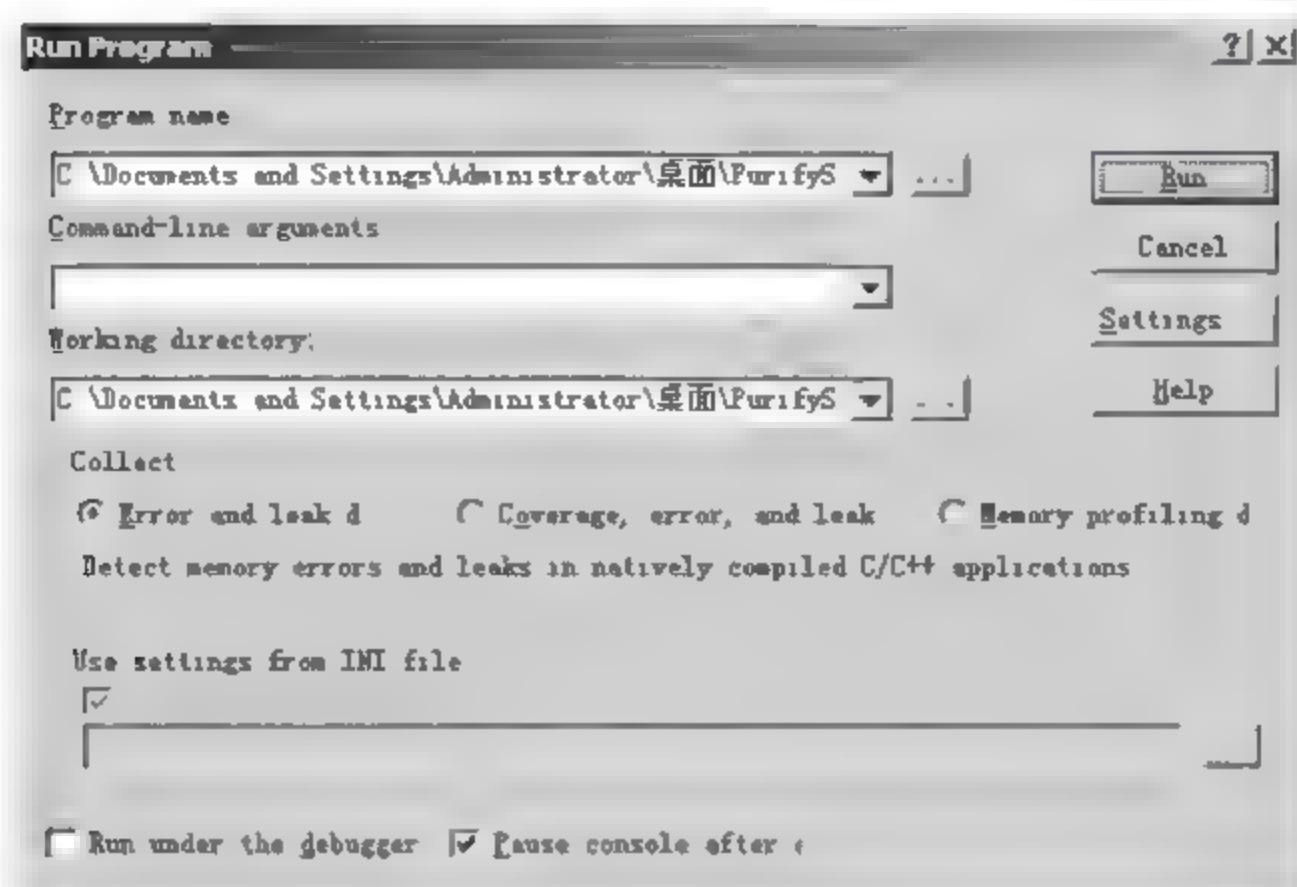 Run Program
Program name
C \Documents and Settings\Administrator\桌面\PurifyS
...
Run
Command-line arguments
Cancel
Settings
Working directory:
C \Documents and Settings\Administrator\桌面\PurifyS
...
Help
Collect
Error and leak d
Coverage, error, and leak
Memory profiling d
Detect memory errors and leaks in natively compiled C/C++ applications
Use settings from INI file
...
Run under the debugger
Pause console after